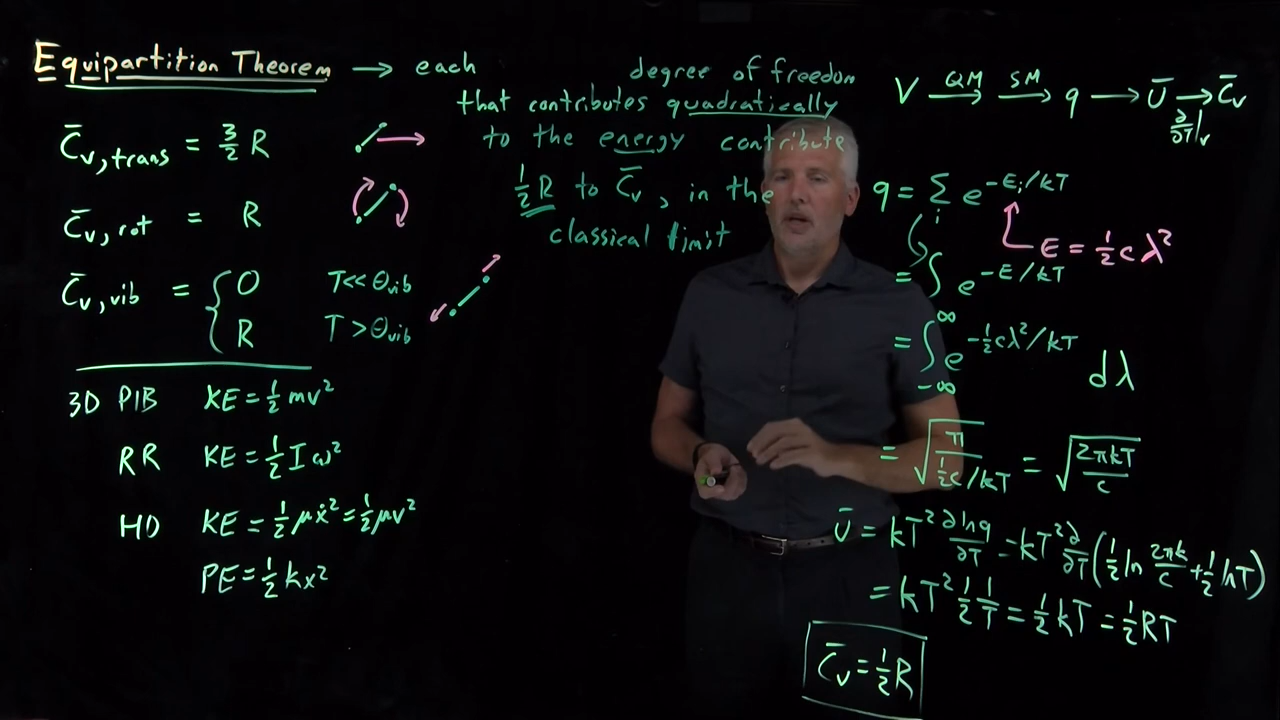 Equipartition Theorem → each degree of freedom
that contributes quadratically
to the energy contribute
½R to C̄v, in the
classical limit
C̄v,trans = 3/2 R
C̄v,rot = R
C̄v,vib = { 0 T<<Θvib
R T>Θvib
3D PIB KE=½mv²
RR KE=½Iω²
HO KE=½μẋ²=½μv²
PE=½kx²
V QM→ SM→ q → Ū → C̄v
∂/∂T|v
q = Σi e^(-Ei/kT)
E=½cλ²
= ∫ e^(-E/kT)
= ∫_{-∞}^{∞} e^(-½cλ²/kT) dλ
= √(π/(½c/kT)) = √(2πkT/c)
Ū = kT² ∂lnq/∂T = kT² ∂/∂T (½ ln 2πk/c + ½ lnT)
= kT² ½ 1/T = ½kT = ½RT
C̄v=½R